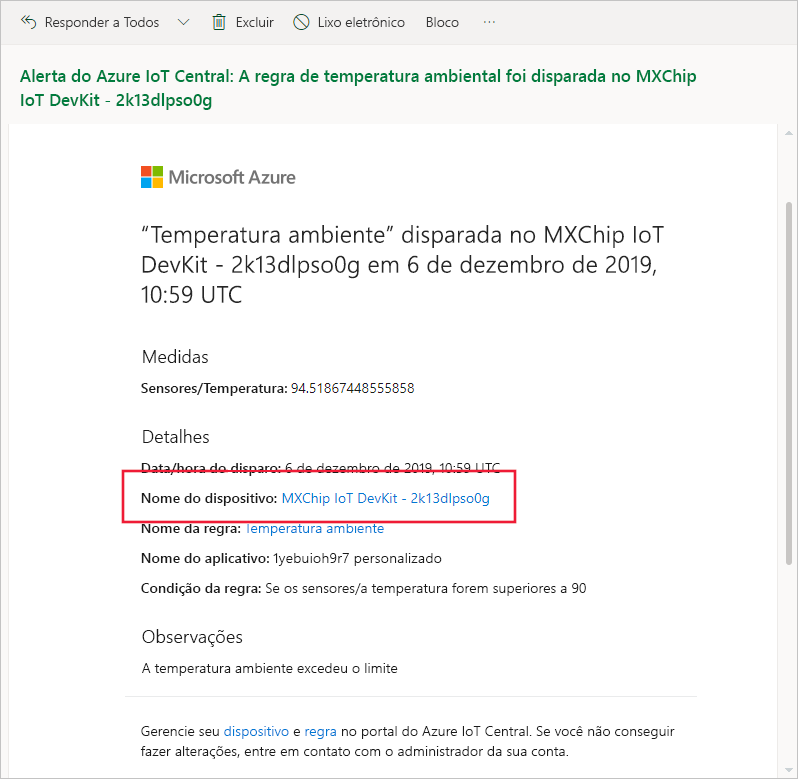 Responder a Todos Excluir Lixo eletrônico Bloco ...
Alerta do Azure IoT Central: A regra de temperatura ambiental foi disparada no MXChip
IoT DevKit - 2k13dlpso0g
Microsoft Azure
“Temperatura ambiente” disparada no MXChip IoT
DevKit - 2k13dlpso0g em 6 de dezembro de 2019,
10:59 UTC
Medidas
Sensores/Temperatura: 94.51867448555858
Detalhes
Data/hora do disparo: 6 de dezembro de 2019, 10:59 UTC
Nome do dispositivo: MXChip IoT DevKit - 2k13dlpso0g
Nome da regra: Temperatura ambiente
Nome do aplicativo: 1yebuioh9r7 personalizado
Condição da regra: Se os sensores/a temperatura forem superiores a 90
Observações
A temperatura ambiente excedeu o limite
Gerencie seu dispositivo e regra no portal do Azure IoT Central. Se você não conseguir
fazer alterações, entre em contato com o administrador da sua conta.